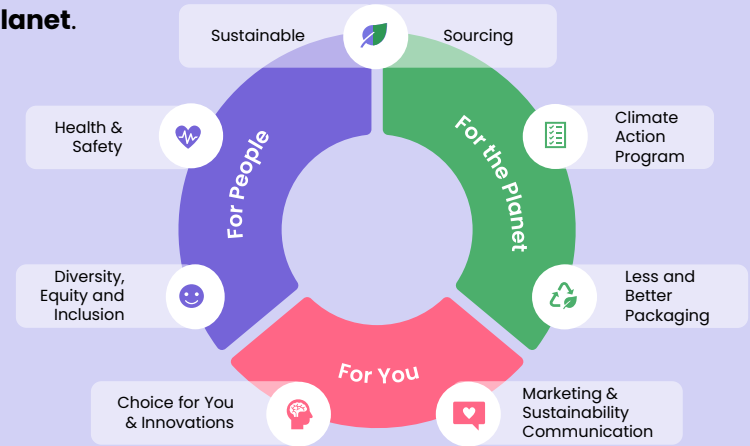 lanet.
Sustainable Sourcing
Health &
Safety
For People
For the Planet
Climate
Action
Program
Diversity,
Equity and
Inclusion
Less and
Better
Packaging
For You
Choice for You
& Innovations
Marketing &
Sustainability
Communication